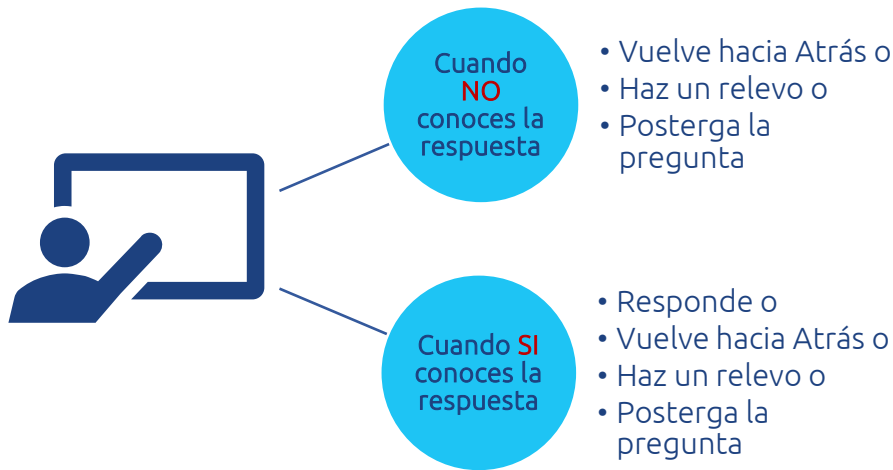 Cuando
NO
conoces la
respuesta
• Vuelve hacia Atrás o
• Haz un relevo o
• Posterga la
pregunta
Cuando SI
conoces la
respuesta
• Responde o
• Vuelve hacia Atrás o
• Haz un relevo o
• Posterga la
pregunta